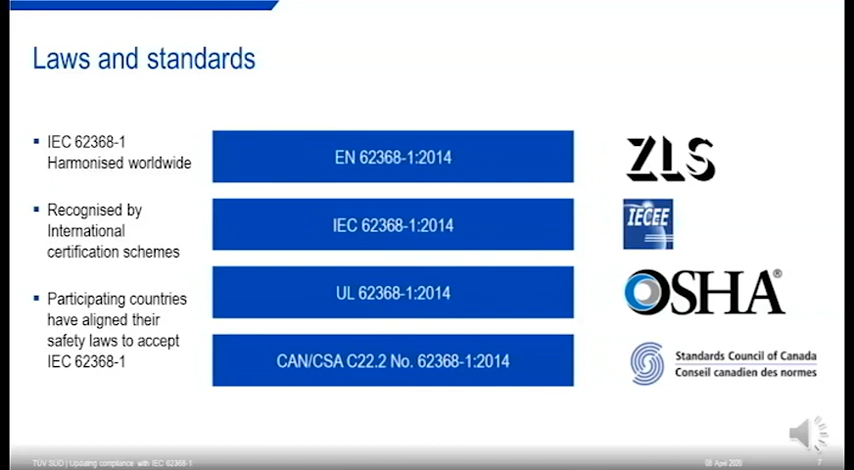 Laws and standards
▪ IEC 62368-1
Harmonised worldwide
▪ Recognised by
International
certification schemes
▪ Participating countries
have aligned their
safety laws to accept
IEC 62368-1
EN 62368-1:2014
IEC 62368-1:2014
UL 62368-1:2014
CAN/CSA C22.2 No. 62368-1:2014
ZLS
IECEE
OSHA®
Standards Council of Canada
Conseil canadien des normes
TÜV SÜD | Updating compliance with IEC 62368-1
08 April 2020
7